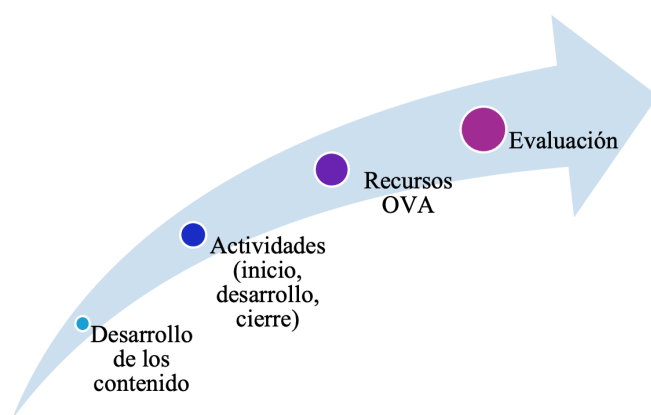 Desarrollo
de los
contenido
Actividades
(inicio,
desarrollo,
cierre)
Recursos
OVA
Evaluación